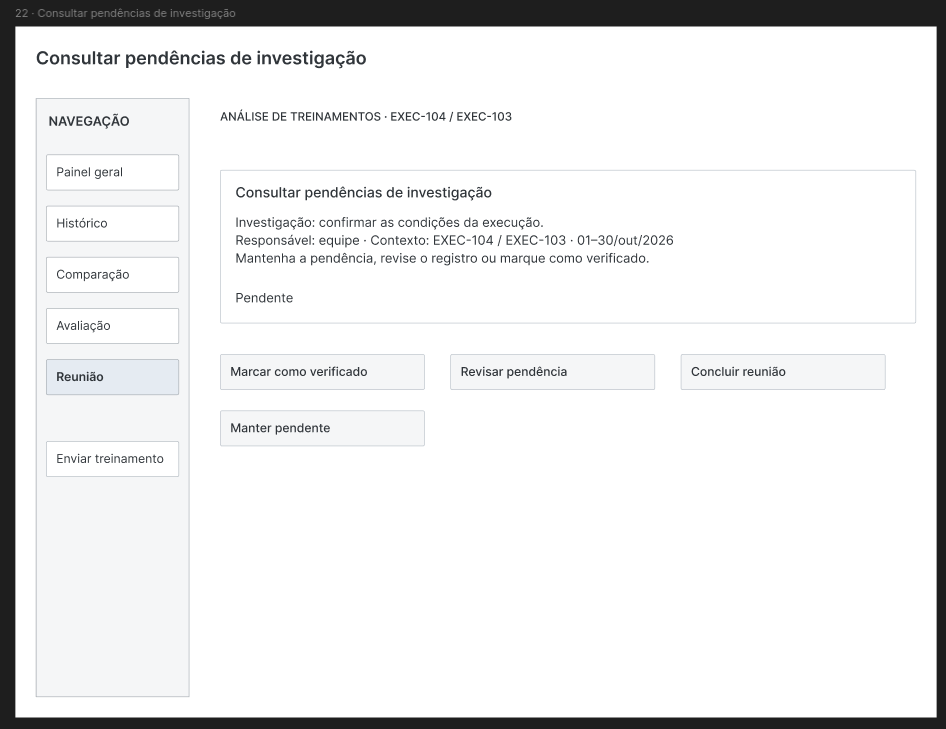 22 · Consultar pendências de investigação
Consultar pendências de investigação
NAVEGAÇÃO
Painel geral
Histórico
Comparação
Avaliação
Reunião
Enviar treinamento
ANÁLISE DE TREINAMENTOS · EXEC-104 / EXEC-103
Consultar pendências de investigação
Investigação: confirmar as condições da execução.
Responsável: equipe · Contexto: EXEC-104 / EXEC-103 · 01–30/out/2026
Mantenha a pendência, revise o registro ou marque como verificado.
Pendente
Marcar como verificado
Revisar pendência
Concluir reunião
Manter pendente